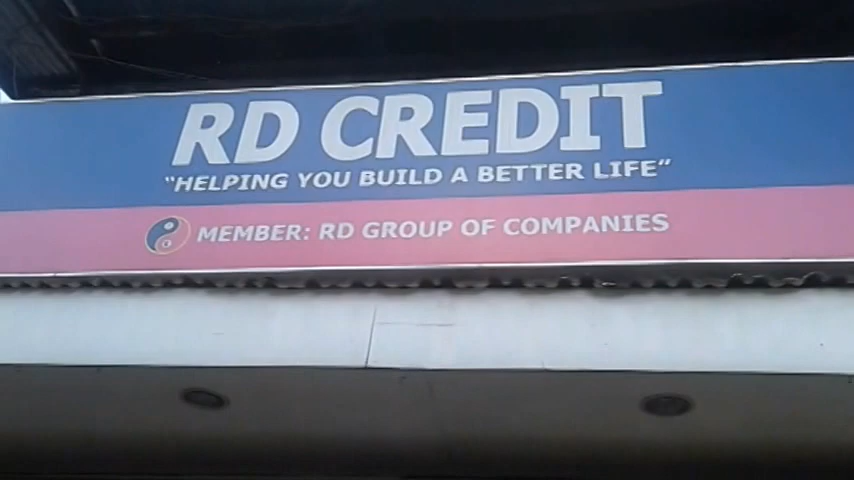 RD CREDIT
"HELPING YOU BUILD A BETTER LIFE"
MEMBER: RD GROUP OF COMPANIES